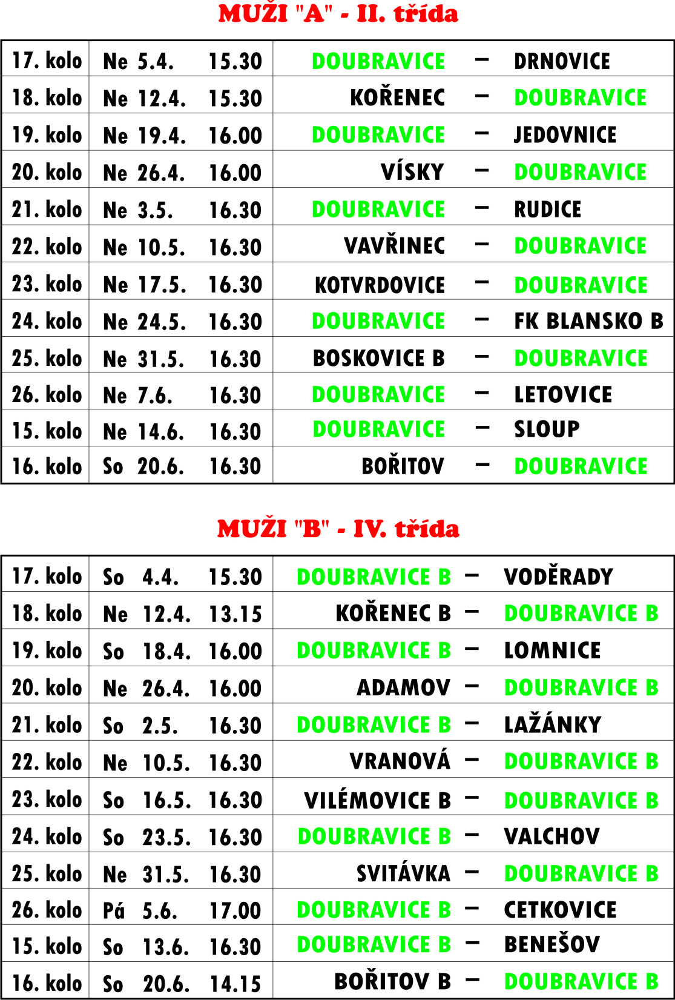 MUŽI "A" - II. třída
17. kolo Ne 5.4. 15.30 DOUBRAVICE – DRNOVICE
18. kolo Ne 12.4. 15.30 KOŘENEC – DOUBRAVICE
19. kolo Ne 19.4. 16.00 DOUBRAVICE – JEDOVNICE
20. kolo Ne 26.4. 16.00 VÍSKY – DOUBRAVICE
21. kolo Ne 3.5. 16.30 DOUBRAVICE – RUDICE
22. kolo Ne 10.5. 16.30 VAVŘINEC – DOUBRAVICE
23. kolo Ne 17.5. 16.30 KOTVRDOVICE – DOUBRAVICE
24. kolo Ne 24.5. 16.30 DOUBRAVICE – FK BLANSKO B
25. kolo Ne 31.5. 16.30 BOSKOVICE B – DOUBRAVICE
26. kolo Ne 7.6. 16.30 DOUBRAVICE – LETOVICE
15. kolo Ne 14.6. 16.30 DOUBRAVICE – SLOUP
16. kolo So 20.6. 16.30 BOŘITOV – DOUBRAVICE
MUŽI "B" - IV. třída
17. kolo So 4.4. 15.30 DOUBRAVICE B – VODĚRADY
18. kolo Ne 12.4. 13.15 KOŘENEC B – DOUBRAVICE B
19. kolo So 18.4. 16.00 DOUBRAVICE B – LOMNICE
20. kolo Ne 26.4. 16.00 ADAMOV – DOUBRAVICE B
21. kolo So 2.5. 16.30 DOUBRAVICE B – LAŽÁNKY
22. kolo Ne 10.5. 16.30 VRANOVÁ – DOUBRAVICE B
23. kolo So 16.5. 16.30 VILÉMOVICE B – DOUBRAVICE B
24. kolo So 23.5. 16.30 DOUBRAVICE B – VALCHOV
25. kolo Ne 31.5. 16.30 SVITÁVKA – DOUBRAVICE B
26. kolo Pá 5.6. 17.00 DOUBRAVICE B – CETKOVICE
15. kolo So 13.6. 16.30 DOUBRAVICE B – BENEŠOV
16. kolo So 20.6. 14.15 BOŘITOV B – DOUBRAVICE B